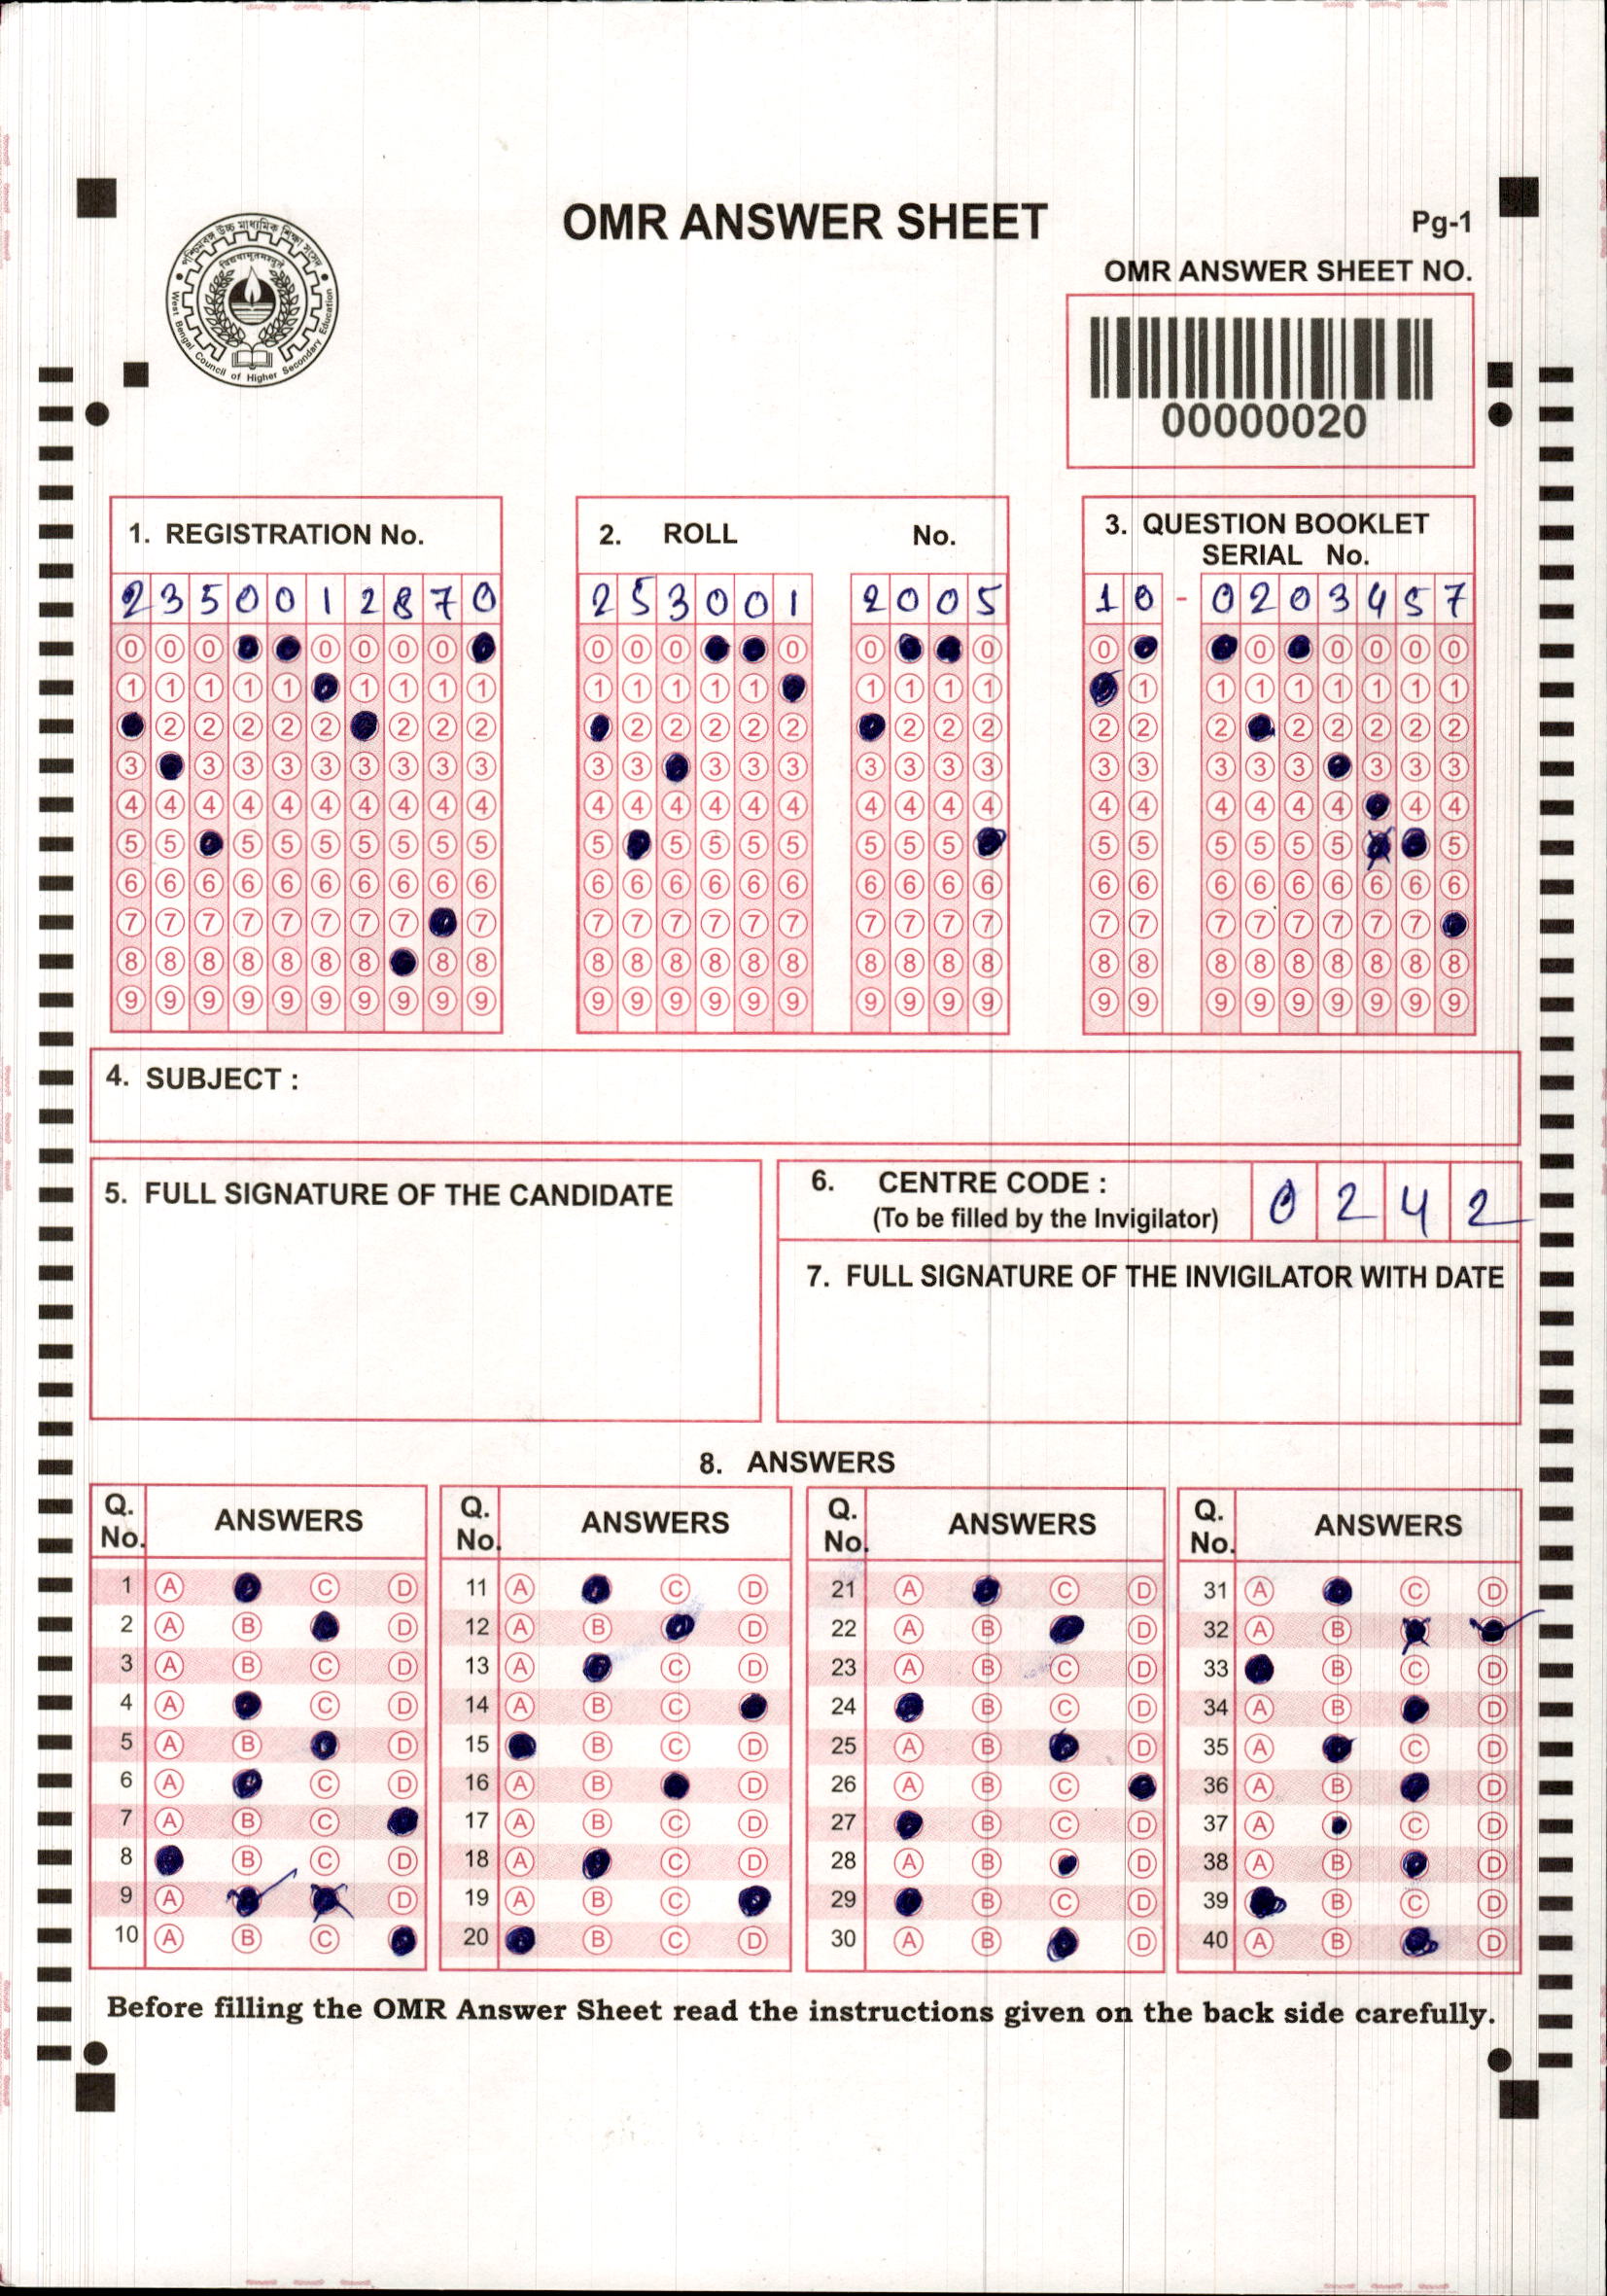 OMR ANSWER SHEET
Pg-1
পশ্চিমবঙ্গ উচ্চ মাধ্যমিক শিক্ষা সংসদ
West Bengal Council of Higher Secondary Education
OMR ANSWER SHEET NO.
00000020
1. REGISTRATION No.
2350012870
0 0 0 0 0 0 0
1 1 1 1 1 1 1 1 1
2 2 2 2 2 2 2 2
3 3 3 3 3 3 3 3 3
4 4 4 4 4 4 4 4 4 4
5 5 5 5 5 5 5 5 5
6 6 6 6 6 6 6 6 6 6
7 7 7 7 7 7 7 7 7
8 8 8 8 8 8 8 8 8
9 9 9 9 9 9 9 9 9 9
2. ROLL No.
253001 2005
0 0 0 0 0 0
1 1 1 1 1 1 1 1 1
2 2 2 2 2 2 2 2
3 3 3 3 3 3 3 3 3
4 4 4 4 4 4 4 4 4 4
5 5 5 5 5 5 5 5
6 6 6 6 6 6 6 6 6 6
7 7 7 7 7 7 7 7 7 7
8 8 8 8 8 8 8 8 8 8
9 9 9 9 9 9 9 9 9 9
3. QUESTION BOOKLET
SERIAL No.
10 - 0203457
0 0 0 0 0 0
1 1 1 1 1 1 1 1
2 2 2 2 2 2 2 2
3 3 3 3 3 3 3 3
4 4 4 4 4 4 4 4
5 5 5 5 5 5 5
6 6 6 6 6 6 6 6 6
7 7 7 7 7 7 7 7
8 8 8 8 8 8 8 8 8
9 9 9 9 9 9 9 9 9
4. SUBJECT :
5. FULL SIGNATURE OF THE CANDIDATE
6. CENTRE CODE :
(To be filled by the Invigilator)
0 2 4 2
7. FULL SIGNATURE OF THE INVIGILATOR WITH DATE
8. ANSWERS
Q. No. ANSWERS
1 A C D
2 A B D
3 A B C D
4 A C D
5 A B D
6 A C D
7 A B C
8 B C D
9 A D
10 A B C
Q. No. ANSWERS
11 A C D
12 A B D
13 A C D
14 A B C
15 B C D
16 A B D
17 A B C D
18 A C D
19 A B C
20 B C D
Q. No. ANSWERS
21 A C D
22 A B D
23 A B C D
24 B C D
25 A B D
26 A B C
27 B C D
28 A B D
29 B C D
30 A B D
Q. No. ANSWERS
31 A C D
32 A B
33 B C D
34 A B D
35 A C D
36 A B D
37 A C D
38 A B D
39 B C D
40 A B D
Before filling the OMR Answer Sheet read the instructions given on the back side carefully.